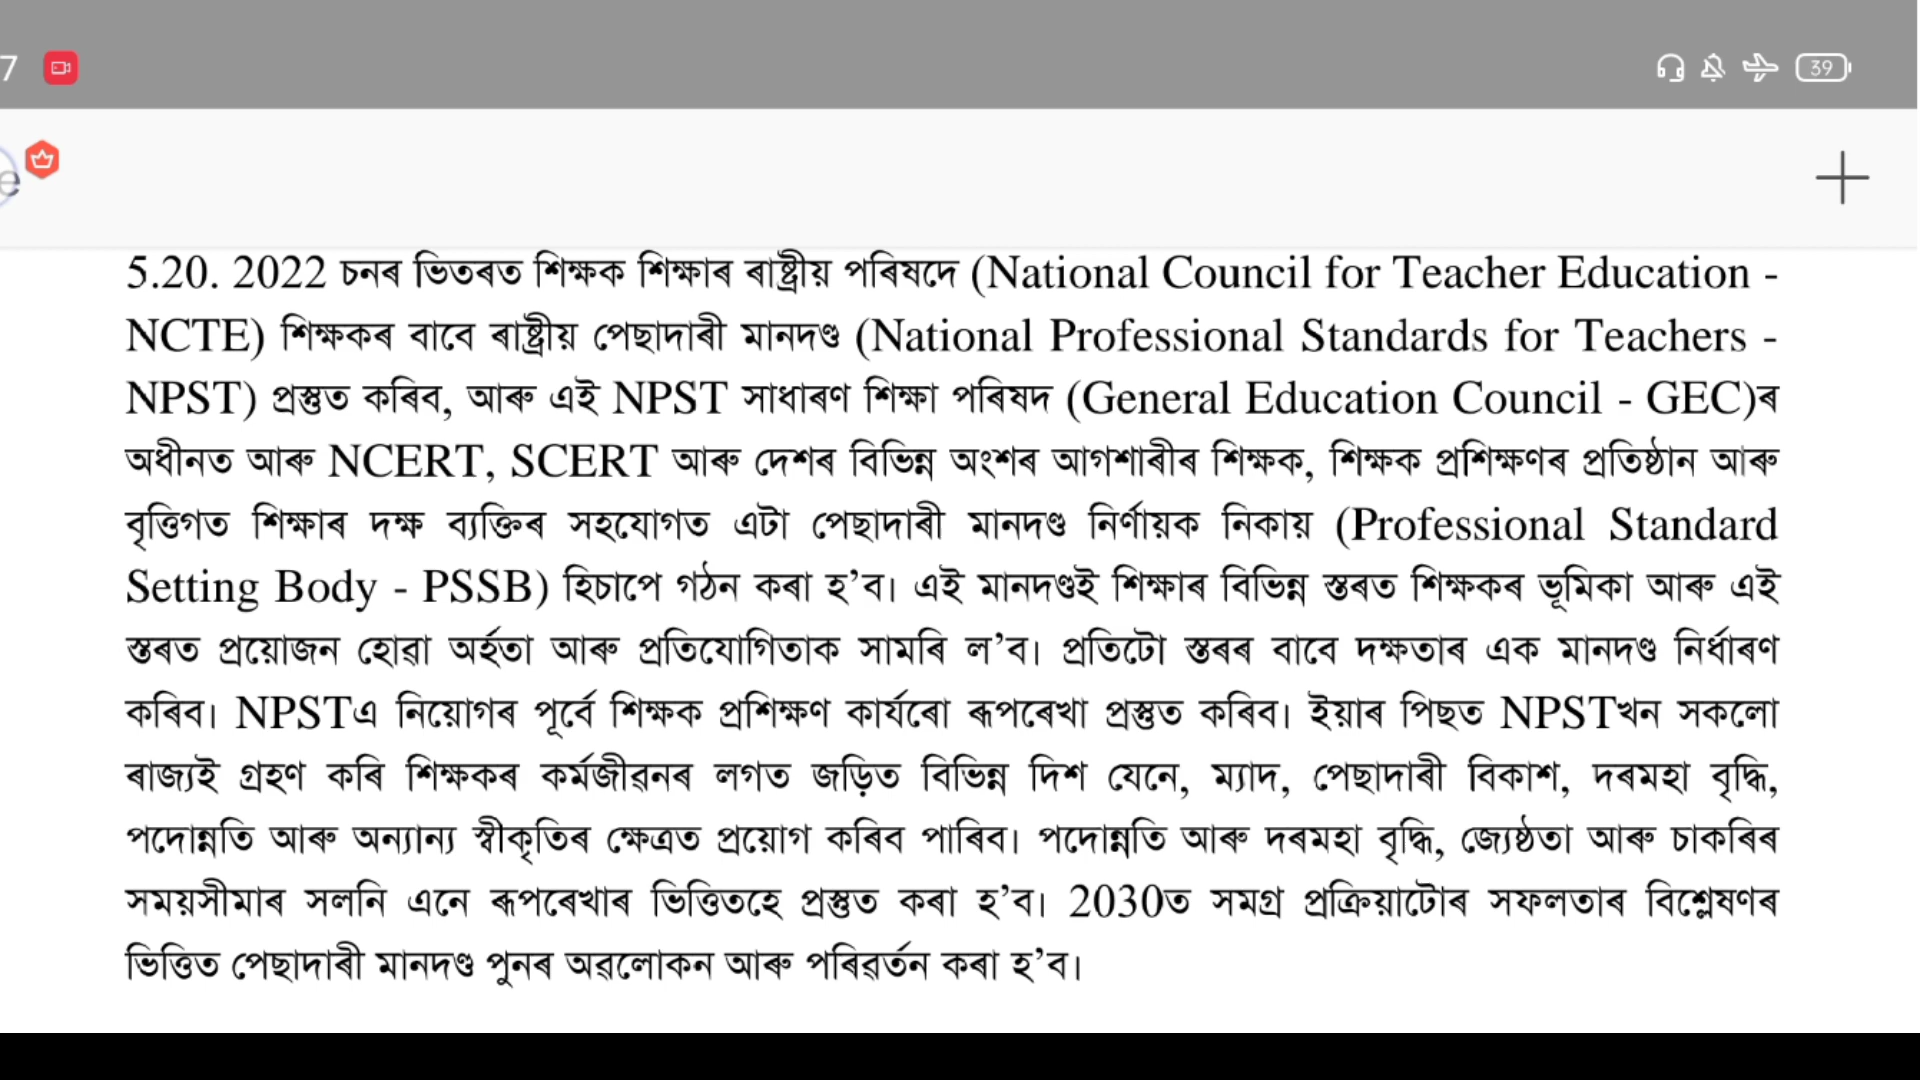 7
39
e
5.20. 2022 চনৰ ভিতৰত শিক্ষক শিক্ষাৰ ৰাষ্ট্ৰীয় পৰিষদে (National Council for Teacher Education -
NCTE) শিক্ষকৰ বাবে ৰাষ্ট্ৰীয় পেছাদাৰী মানদণ্ড (National Professional Standards for Teachers -
NPST) প্ৰস্তুত কৰিব, আৰু এই NPST সাধাৰণ শিক্ষা পৰিষদ (General Education Council - GEC)ৰ
অধীনত আৰু NCERT, SCERT আৰু দেশৰ বিভিন্ন অংশৰ আগশাৰীৰ শিক্ষক, শিক্ষক প্ৰশিক্ষণৰ প্ৰতিষ্ঠান আৰু
বৃত্তিগত শিক্ষাৰ দক্ষ ব্যক্তিৰ সহযোগত এটা পেছাদাৰী মানদণ্ড নিৰ্ণায়ক নিকায় (Professional Standard
Setting Body - PSSB) হিচাপে গঠন কৰা হ’ব। এই মানদণ্ডই শিক্ষাৰ বিভিন্ন স্তৰত শিক্ষকৰ ভূমিকা আৰু এই
স্তৰত প্ৰয়োজন হোৱা অৰ্হতা আৰু প্ৰতিযোগিতাক সামৰি ল’ব। প্ৰতিটো স্তৰৰ বাবে দক্ষতাৰ এক মানদণ্ড নিৰ্ধাৰণ
কৰিব। NPSTএ নিয়োগৰ পূৰ্বে শিক্ষক প্ৰশিক্ষণ কাৰ্যৰো ৰূপৰেখা প্ৰস্তুত কৰিব। ইয়াৰ পিছত NPSTখন সকলো
ৰাজ্যই গ্ৰহণ কৰি শিক্ষকৰ কৰ্মজীৱনৰ লগত জড়িত বিভিন্ন দিশ যেনে, ম্যাদ, পেছাদাৰী বিকাশ, দৰমহা বৃদ্ধি,
পদোন্নতি আৰু অন্যান্য স্বীকৃতিৰ ক্ষেত্ৰত প্ৰয়োগ কৰিব পাৰিব। পদোন্নতি আৰু দৰমহা বৃদ্ধি, জ্যেষ্ঠতা আৰু চাকৰিৰ
সময়সীমাৰ সলনি এনে ৰূপৰেখাৰ ভিত্তিতহে প্ৰস্তুত কৰা হ’ব। 2030ত সমগ্ৰ প্ৰক্ৰিয়াটোৰ সফলতাৰ বিশ্লেষণৰ
ভিত্তিত পেছাদাৰী মানদণ্ড পুনৰ অৱলোকন আৰু পৰিৱৰ্তন কৰা হ’ব।